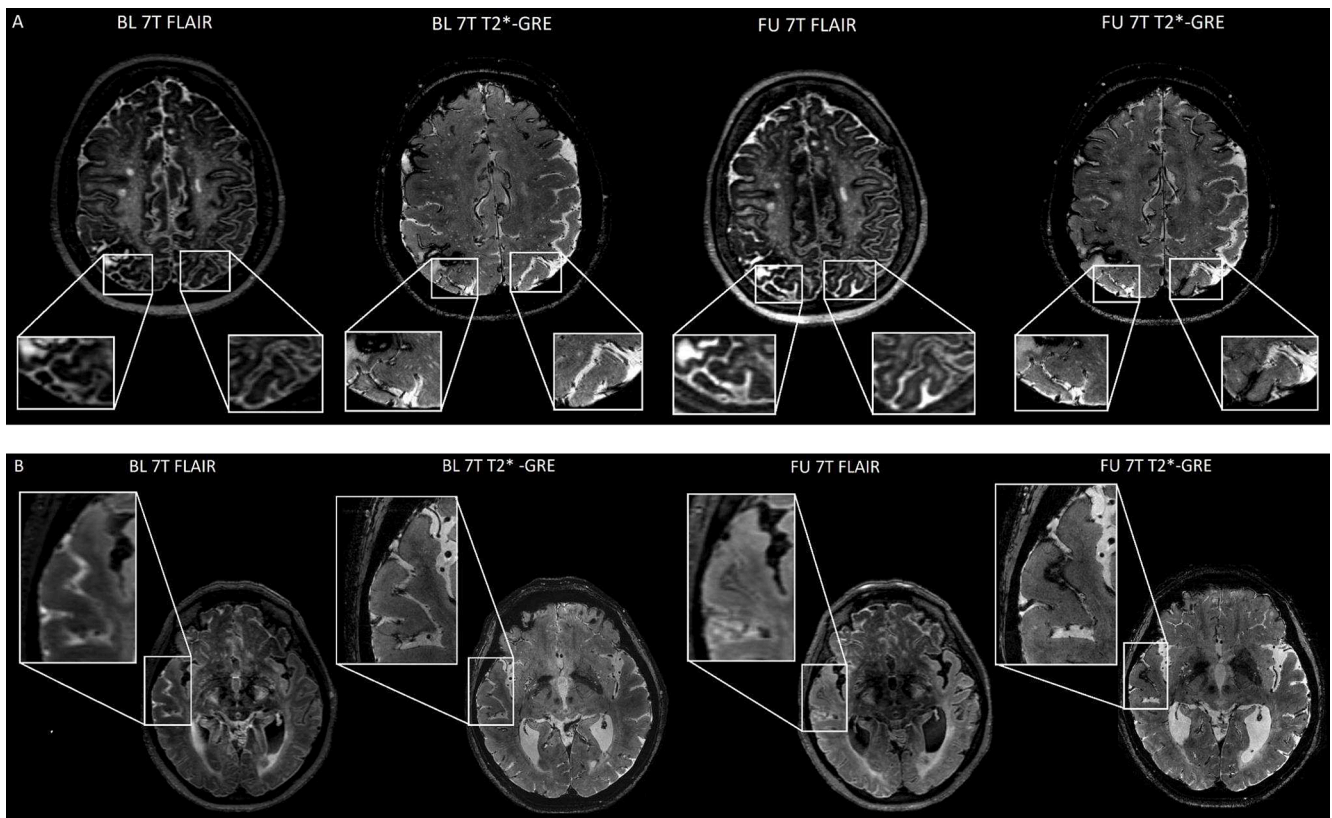 A
BL 7T FLAIR
BL 7T T2*-GRE
FU 7T FLAIR
FU 7T T2*-GRE
B
BL 7T FLAIR
BL 7T T2* -GRE
FU 7T FLAIR
FU 7T T2*-GRE